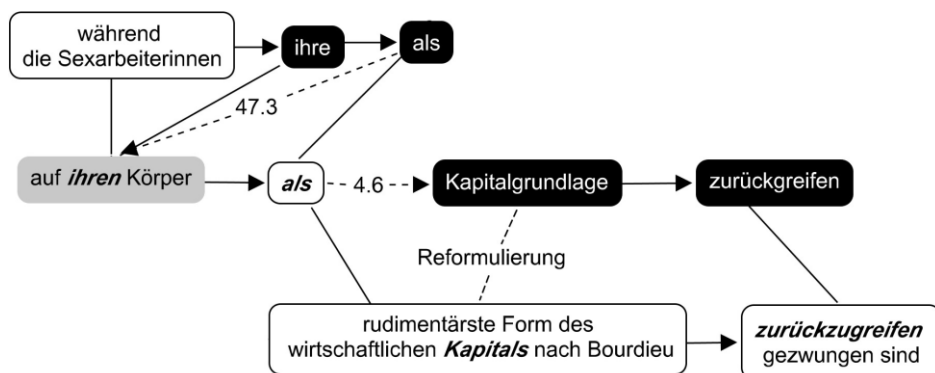 während
die Sexarbeiterinnen
ihre
als
47.3
auf ihren Körper
als
4.6
Kapitalgrundlage
zurückgreifen
Reformulierung
rudimentärste Form des
wirtschaftlichen Kapitals nach Bourdieu
zurückzugreifen
gezwungen sind